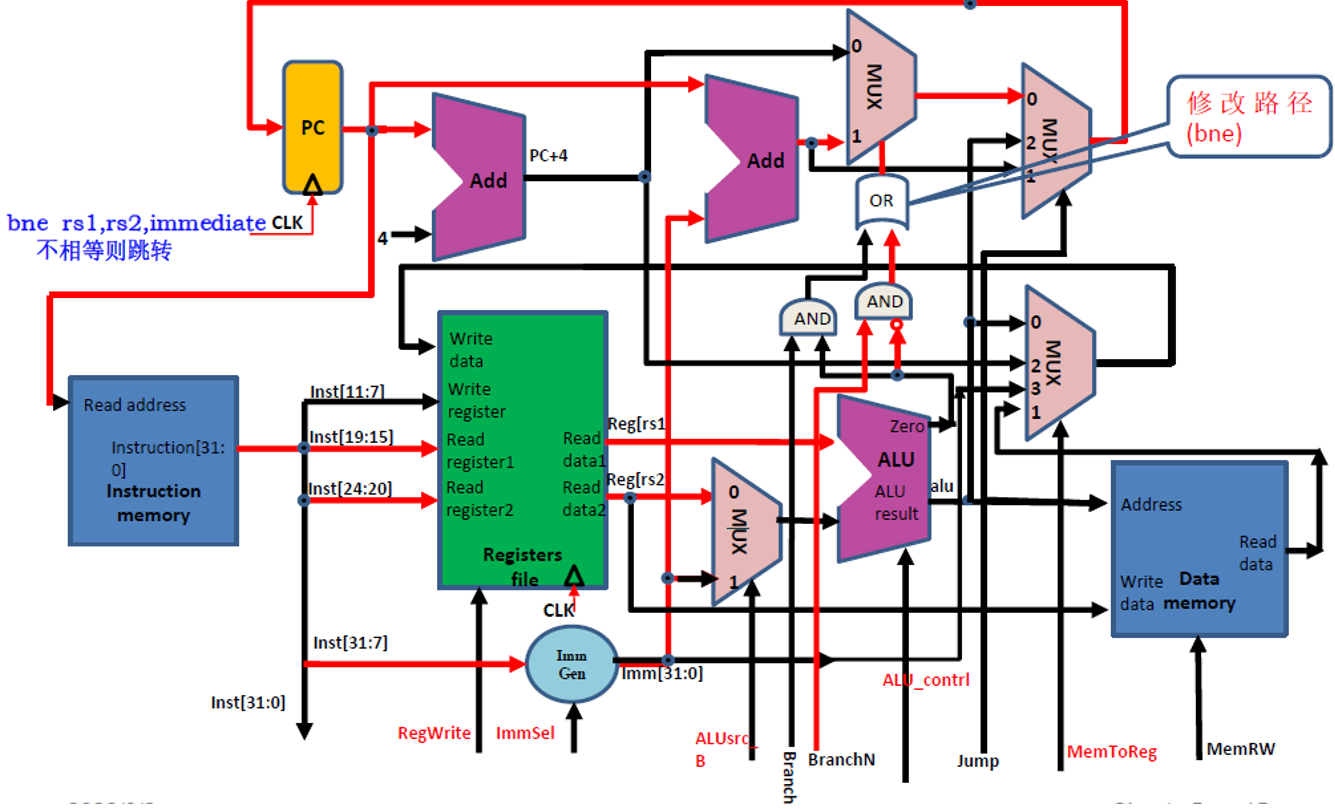 0
MUX
1
0
2
MUX
1
修改路径
(bne)
PC
Add
PC+4
Add
OR
bne rs1,rs2,immediate
CLK
不相等则跳转
4
AND
AND
0
2
MUX
3
1
Write
data
Write
register
Read
register1
Read
register2
Read
data1
Read
data2
Registers
file
Inst[11:7]
Inst[19:15]
Inst[24:20]
Read address
Instruction[31:
0]
Instruction
memory
Reg[rs1
Reg[rs2
0
MUX
1
Zero
ALU
ALU
result
alu
Address
Read
data
Write
data
Data
memory
CLK
Imm
Gen
Inst[31:7]
Imm[31:0]
Inst[31:0]
RegWrite
ImmSel
ALUsrc_
B
Branch
BranchN
ALU_contrl
Jump
MemToReg
MemRW